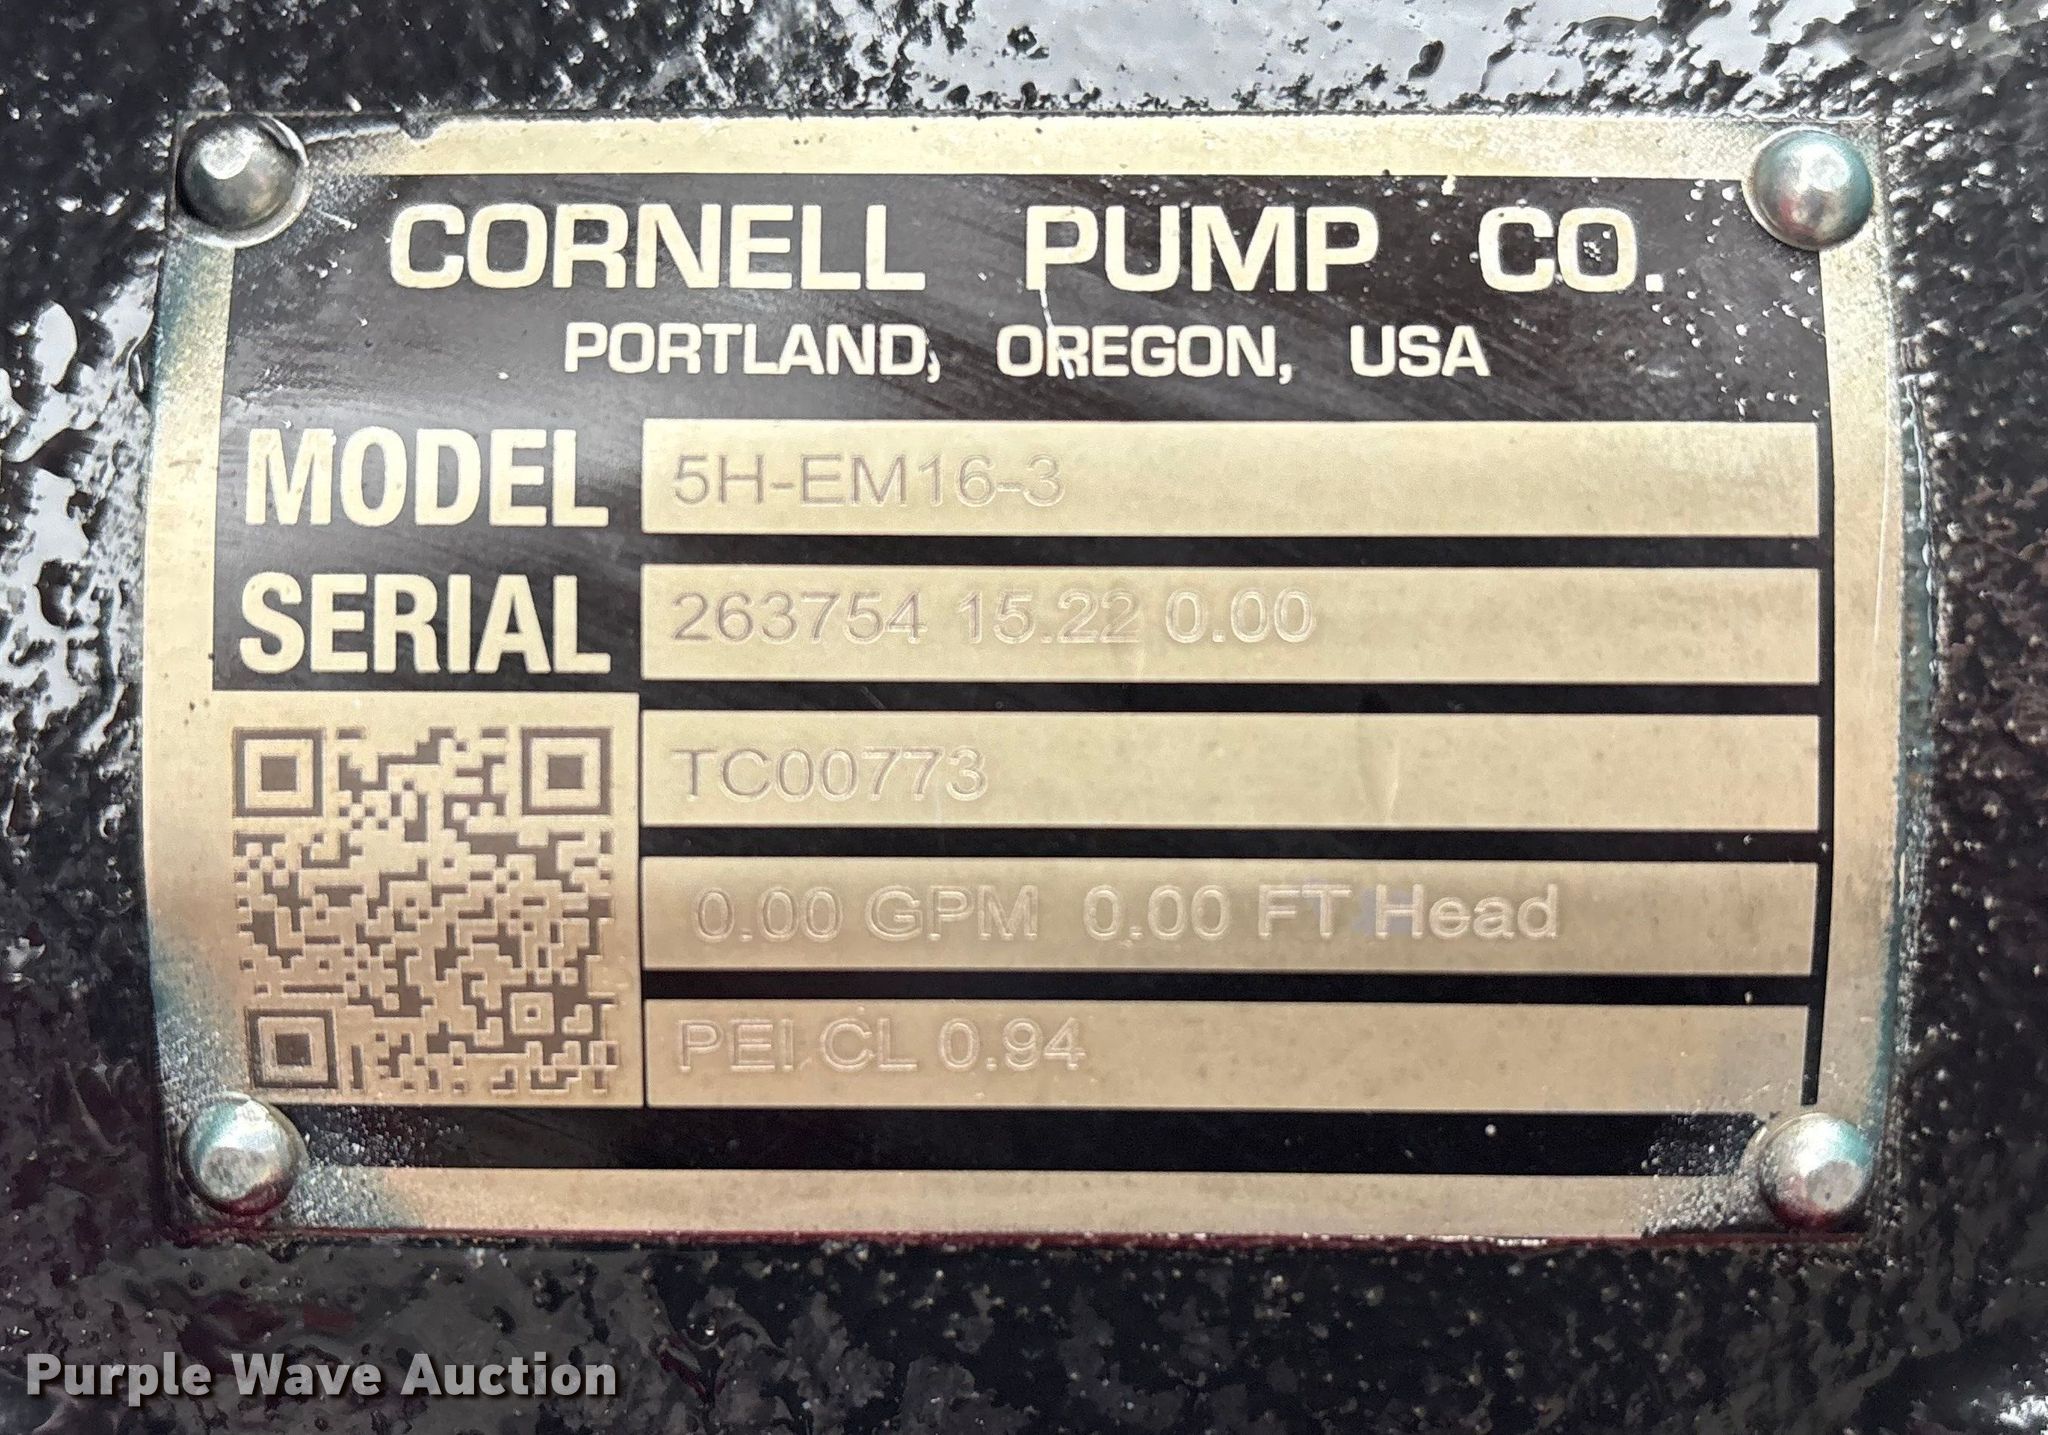 CORNELL PUMP CO.
PORTLAND, OREGON, USA
MODEL 5H-EM16-3
SERIAL 263754 15.22 0.00
TC00773
0.00 GPM 0.00 FT Head
PEI CL 0.94
Purple Wave Auction